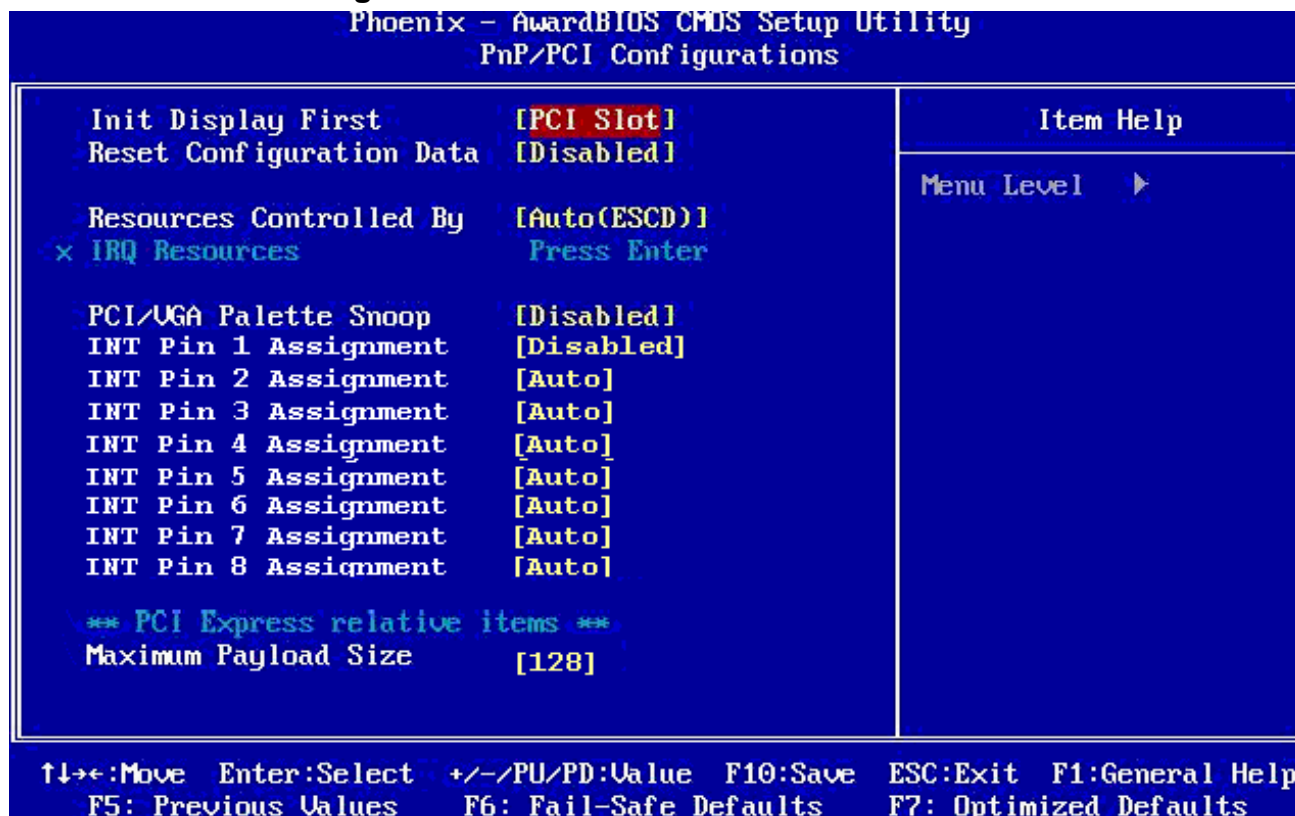 Phoenix - AwardBIOS CMOS Setup Utility
PnP/PCI Configurations
Init Display First [PCI Slot]
Reset Configuration Data [Disabled]
Resources Controlled By [Auto(ESCD)]
x IRQ Resources Press Enter
PCI/VGA Palette Snoop [Disabled]
INT Pin 1 Assignment [Disabled]
INT Pin 2 Assignment [Auto]
INT Pin 3 Assignment [Auto]
INT Pin 4 Assignment [Auto]
INT Pin 5 Assignment [Auto]
INT Pin 6 Assignment [Auto]
INT Pin 7 Assignment [Auto]
INT Pin 8 Assignment [Auto]
** PCI Express relative items **
Maximum Payload Size [128]
Item Help
Menu Level ▶
↑↓→←:Move Enter:Select +/-/PU/PD:Value F10:Save ESC:Exit F1:General Help
F5: Previous Values F6: Fail-Safe Defaults F7: Optimized Defaults